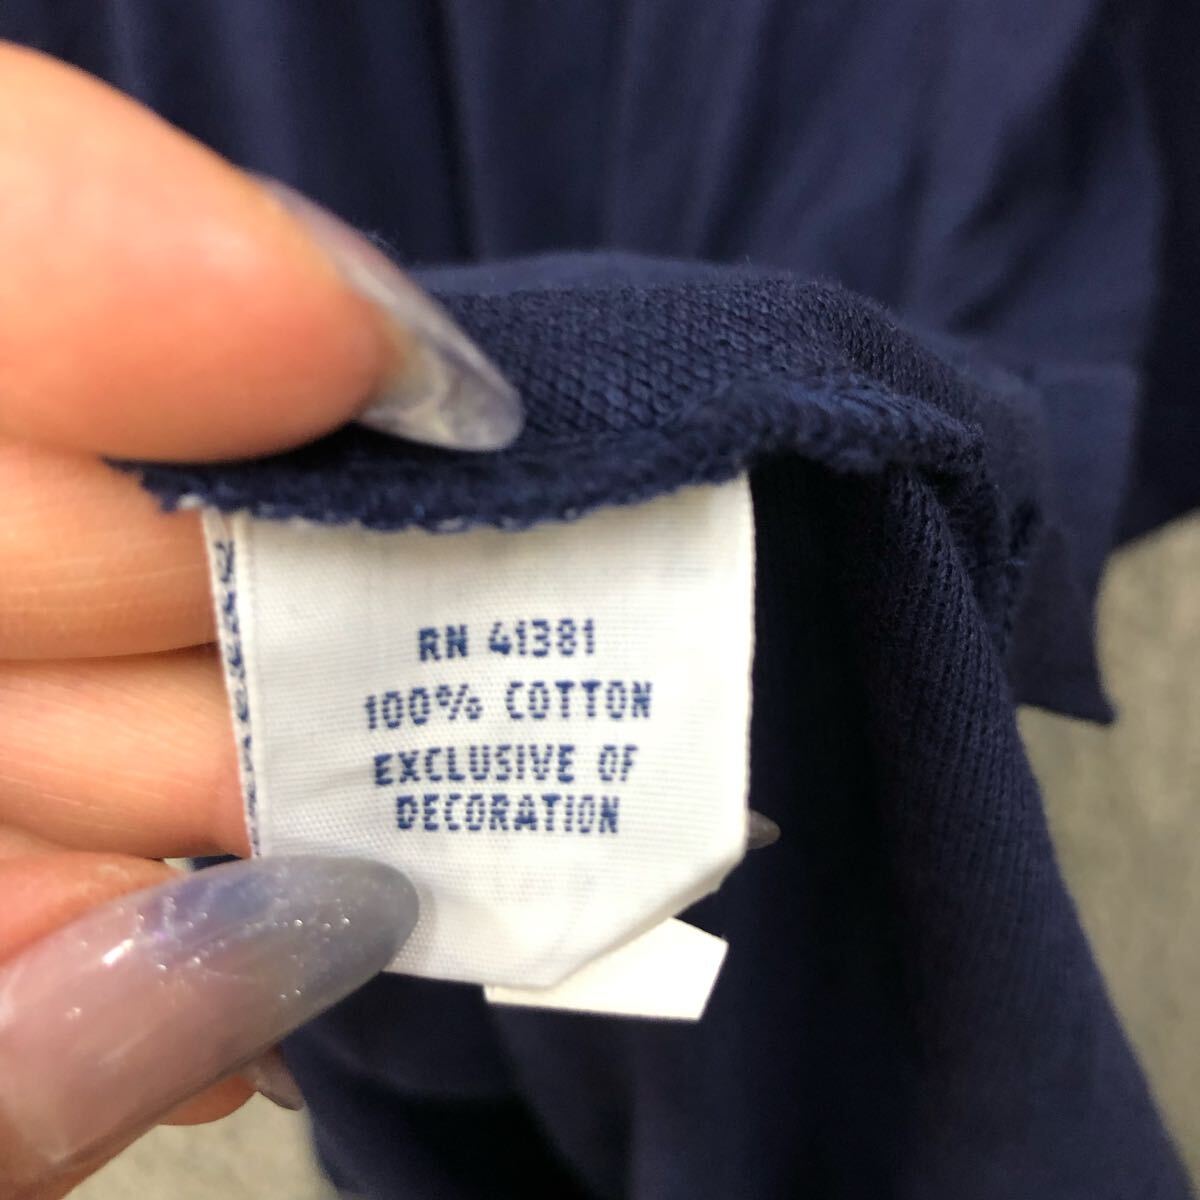 RN 41381
100% COTTON
EXCLUSIVE OF
DECORATION